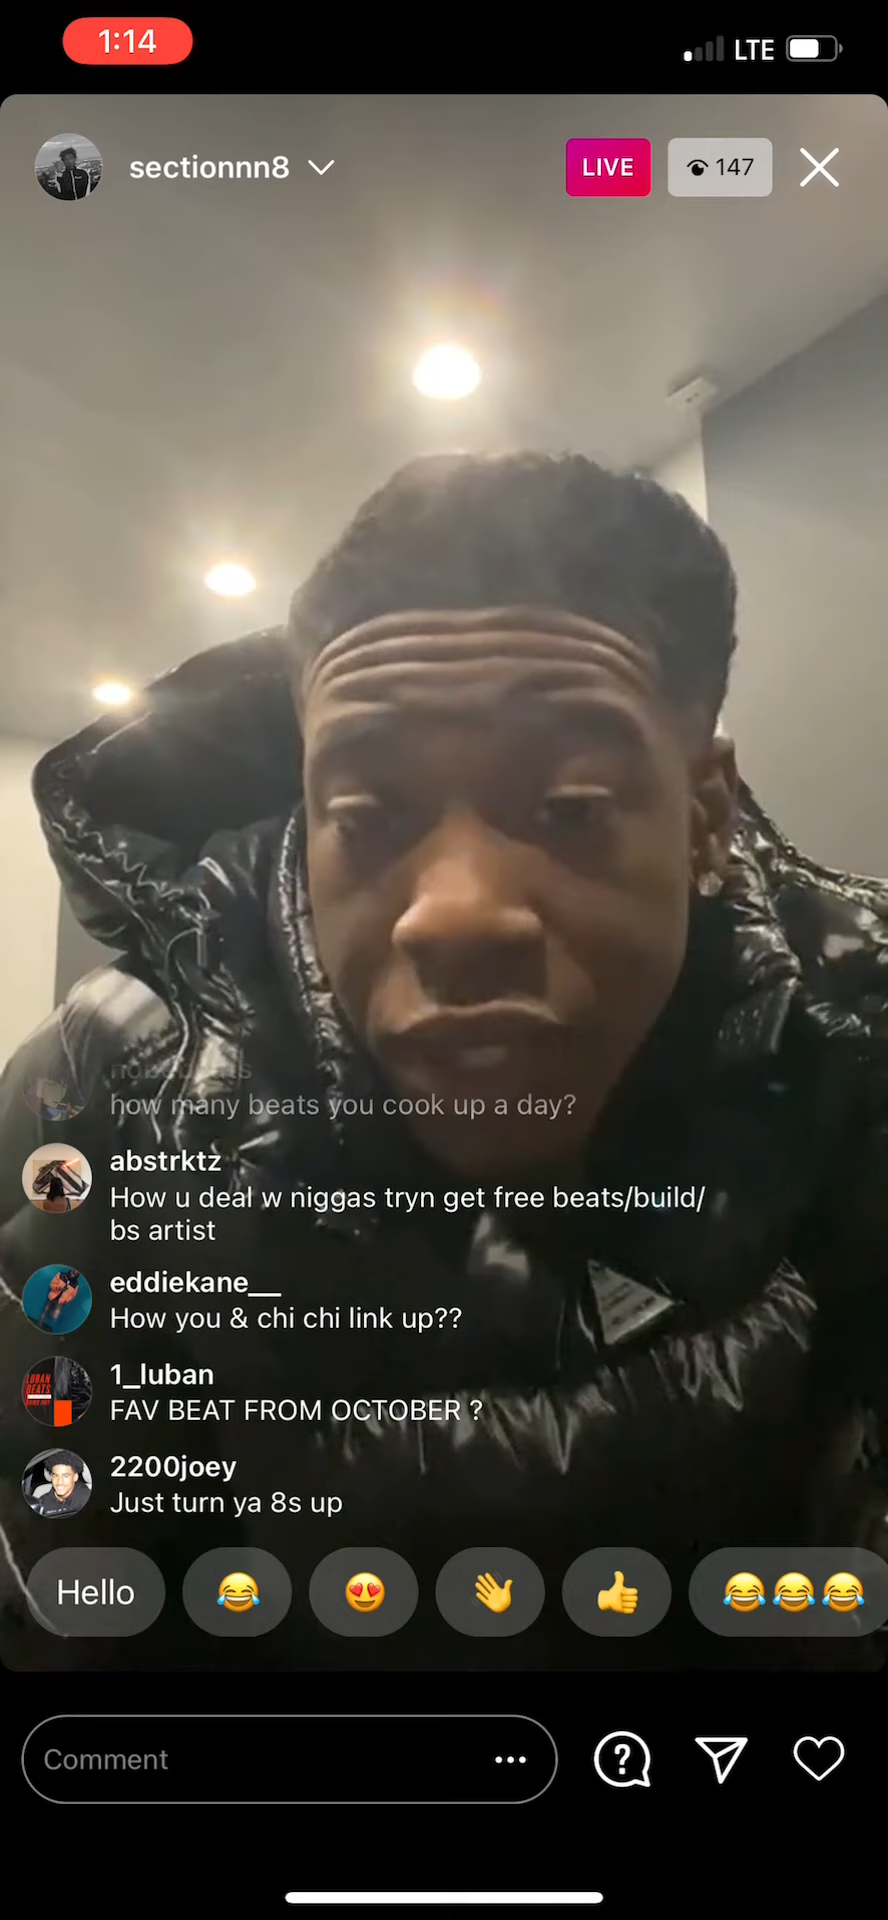 1:14
LTE
sectionnn8
LIVE
147
how many beats you cook up a day?
abstrktz
How u deal w niggas tryn get free beats/build/
bs artist
eddiekane__
How you & chi chi link up??
1_luban
FAV BEAT FROM OCTOBER ?
2200joey
Just turn ya 8s up
Hello
Comment